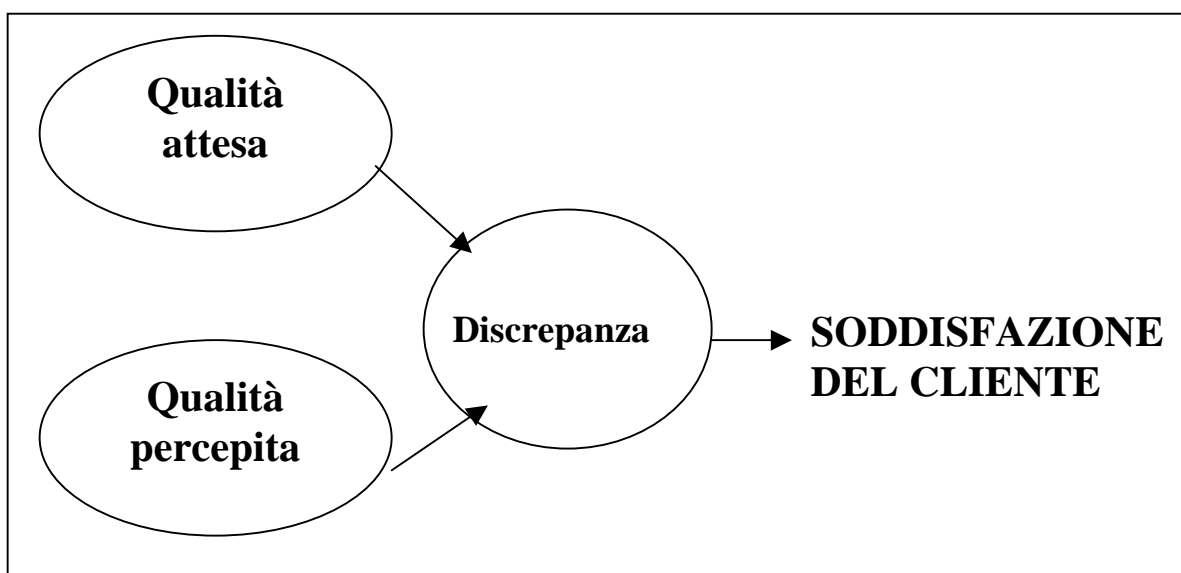 Qualità
attesa
Discrepanza
SODDISFAZIONE
DEL CLIENTE
Qualità
percepita